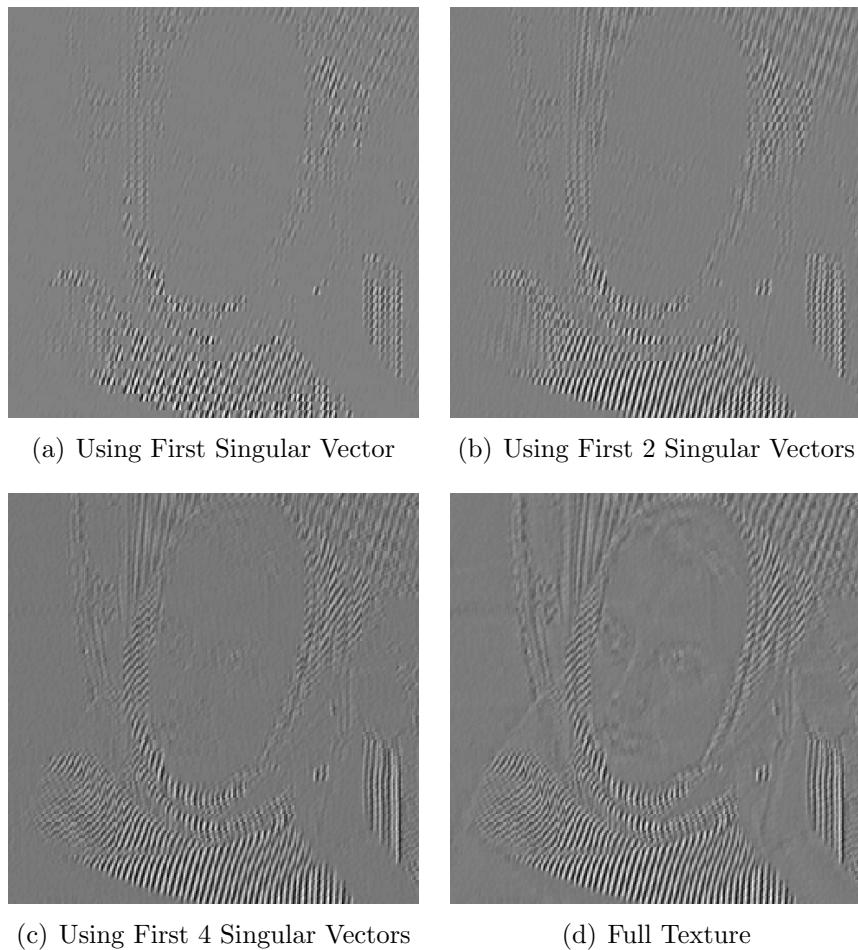 (a) Using First Singular Vector
(b) Using First 2 Singular Vectors
(c) Using First 4 Singular Vectors
(d) Full Texture